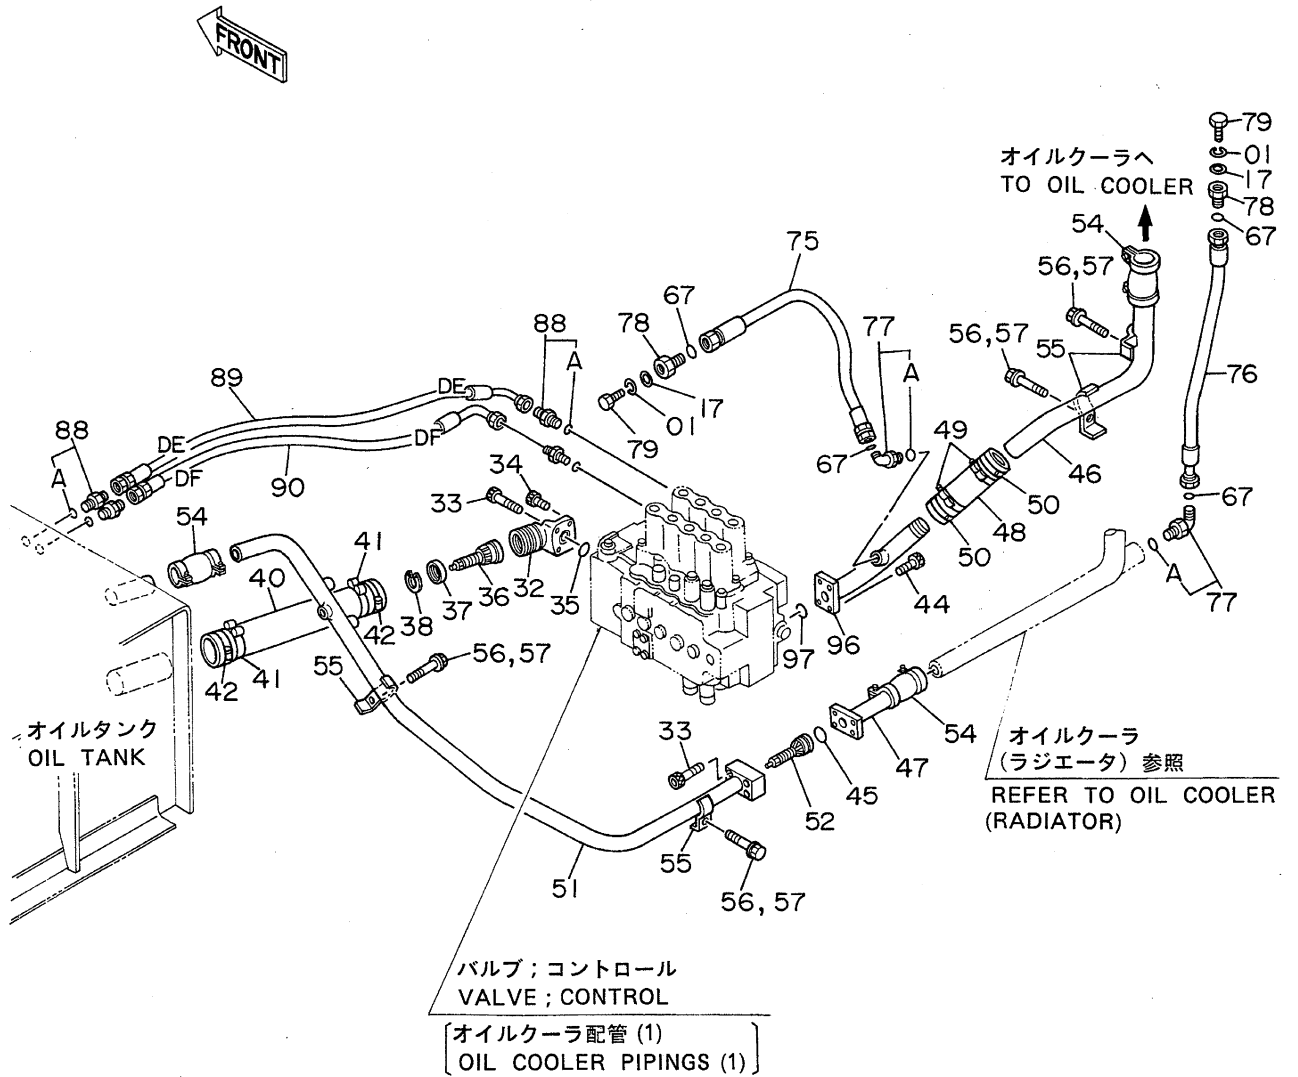 FRONT
79
オイルクーラへ
01
TO OIL COOLER
17
78
54
67
75
56,57
67
78
88
77
56,57
55
A
A
76
89
DE
17
01
79
88
DE
DF
49
67
46
A
DF
34
50
67
90
33
48
54
41
50
40
A
32
35
36
44
77
37
38
42
96
97
56,57
55
41
42
オイルタンク
OIL TANK
33
54
オイルクーラ
(ラジエータ) 参照
47
45
REFER TO OIL COOLER
(RADIATOR)
52
55
51
56,57
バルブ ; コントロール
VALVE ; CONTROL
オイルクーラ配管 (1)
OIL COOLER PIPINGS (1)